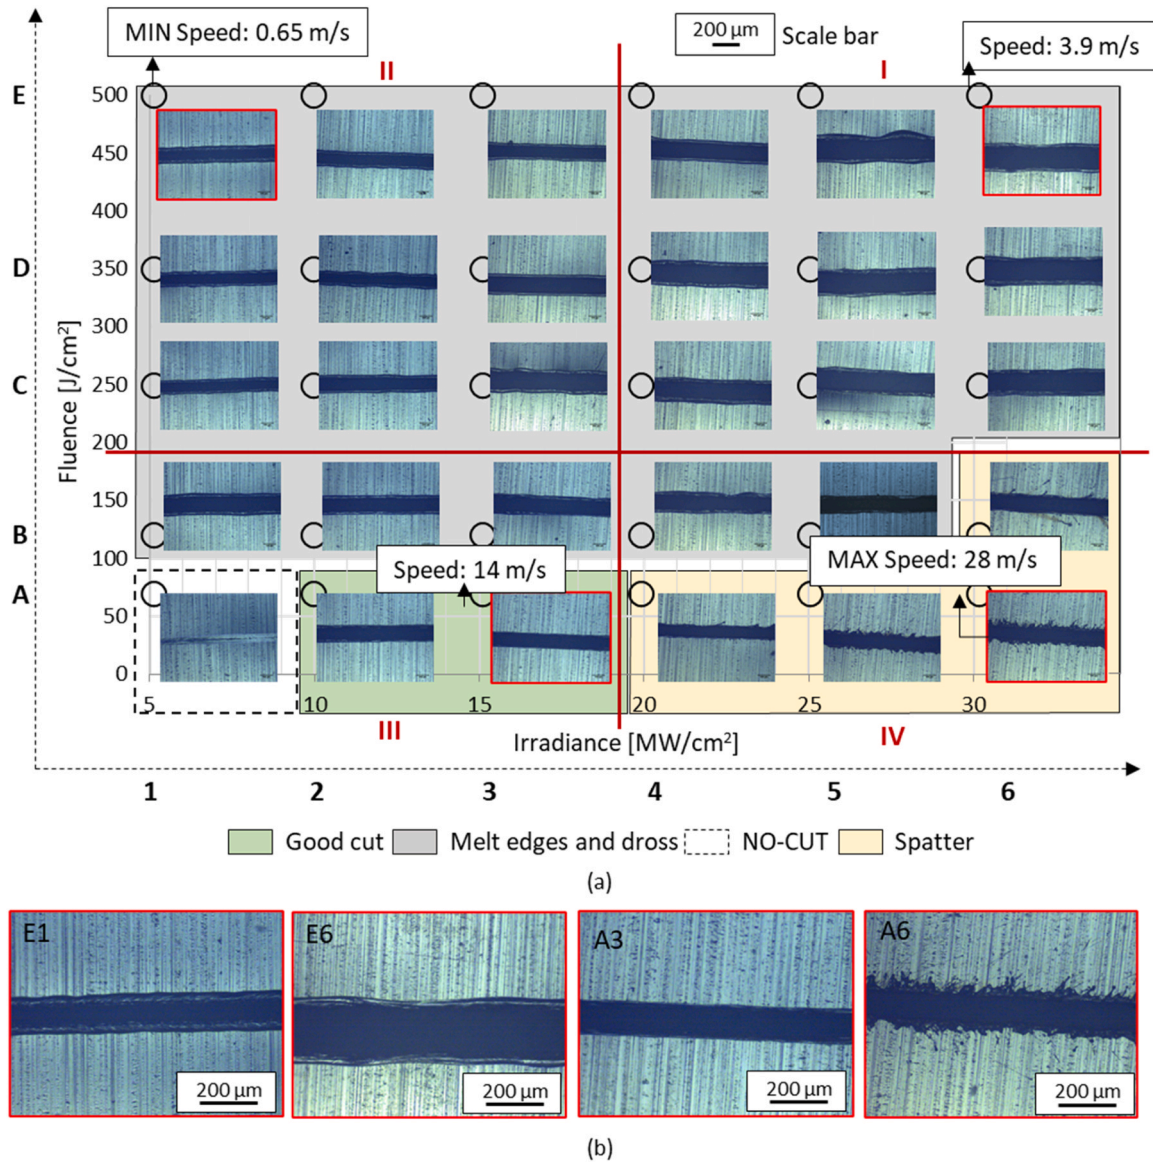 MIN Speed: 0.65 m/s
200 µm
Scale bar
Speed: 3.9 m/s
II
I
E
500
450
400
D
350
300
C
250
200
B
150
100
A
50
0
Fluence [J/cm²]
Speed: 14 m/s
MAX Speed: 28 m/s
5
10
15
20
25
30
III
Irradiance [MW/cm²]
IV
1
2
3
4
5
6
Good cut
Melt edges and dross
NO-CUT
Spatter
(a)
E1
E6
A3
A6
200 µm
200 µm
200 µm
200 µm
(b)